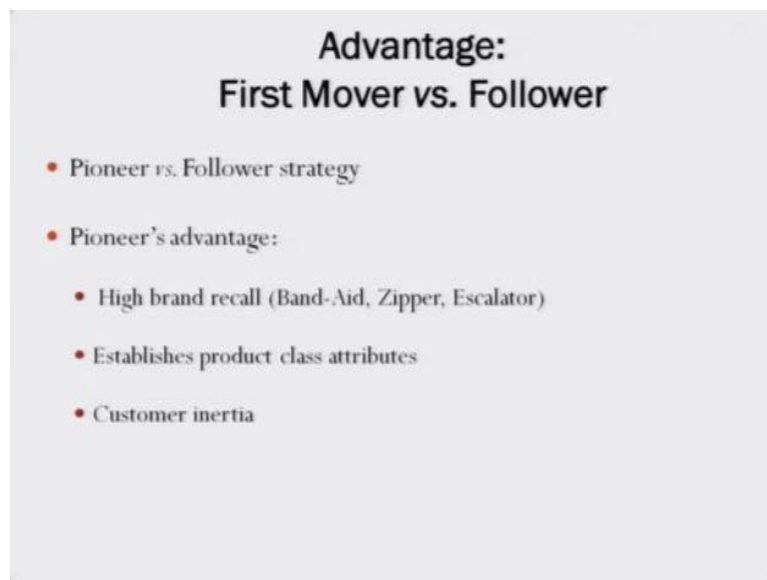 Advantage:
First Mover vs. Follower
• Pioneer vs. Follower strategy
• Pioneer's advantage:
• High brand recall (Band-Aid, Zipper, Escalator)
• Establishes product class attributes
• Customer inertia